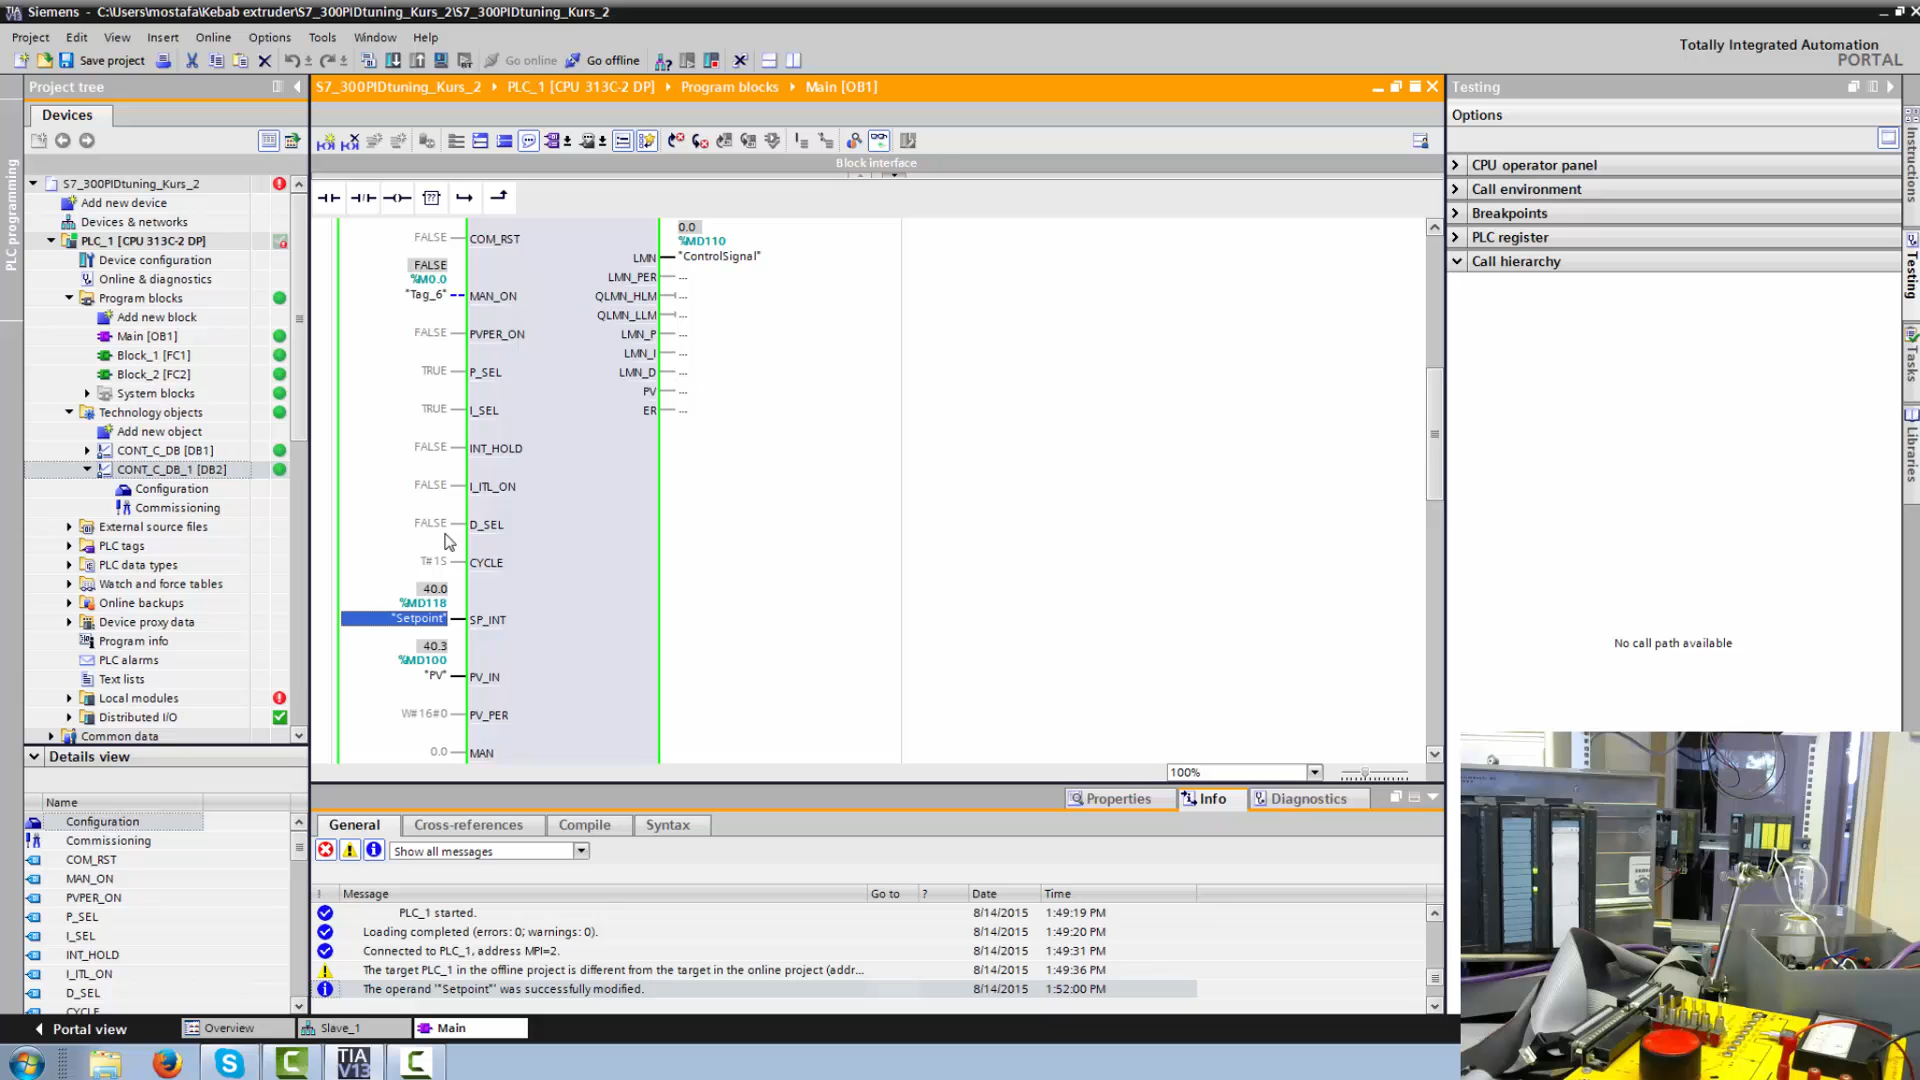 Siemens - C:\Users\mostafa\Kebab extruder\S7_300PIDtuning_Kurs_2\S7_300PIDtuning_Kurs_2
Project Edit View Insert Online Options Tools Window Help
Totally Integrated Automation
PORTAL
Save project
Go online
Go offline
Project tree
S7_300PIDtuning_Kurs_2 PLC_1 [CPU 313C-2 DP] Program blocks Main [OB1]
Testing
Devices
Options
PLC programming
Block interface
CPU operator panel
Call environment
Breakpoints
PLC register
Call hierarchy
No call path available
Instructions
Testing
Tasks
Libraries
S7_300PIDtuning_Kurs_2
Add new device
Devices & networks
PLC_1 [CPU 313C-2 DP]
Device configuration
Online & diagnostics
Program blocks
Add new block
Main [OB1]
Block_1 [FC1]
Block_2 [FC2]
System blocks
Technology objects
Add new object
CONT_C_DB [DB1]
CONT_C_DB_1 [DB2]
Configuration
Commissioning
External source files
PLC tags
PLC data types
Watch and force tables
Online backups
Device proxy data
Program info
PLC alarms
Text lists
Local modules
Distributed I/O
Common data
??
FALSE COM_RST
FALSE
%M0.0
"Tag_6" MAN_ON
FALSE PVPER_ON
TRUE P_SEL
TRUE I_SEL
FALSE INT_HOLD
FALSE I_ITL_ON
FALSE D_SEL
T#1S CYCLE
40.0
%MD118
"Setpoint" SP_INT
40.3
%MD100
"PV" PV_IN
W#16#0 PV_PER
0.0 MAN
0.0
%MD110
LMN "ControlSignal"
LMN_PER ...
QLMN_HLM ...
QLMN_LLM ...
LMN_P ...
LMN_I ...
LMN_D ...
PV ...
ER ...
100%
Details view
Name
Configuration
Commissioning
COM_RST
MAN_ON
PVPER_ON
P_SEL
I_SEL
INT_HOLD
I_ITL_ON
D_SEL
CYCLE
Properties Info Diagnostics
General Cross-references Compile Syntax
Show all messages
! Message Go to ? Date Time
PLC_1 started. 8/14/2015 1:49:19 PM
Loading completed (errors: 0; warnings: 0). 8/14/2015 1:49:20 PM
Connected to PLC_1, address MPI=2. 8/14/2015 1:49:31 PM
The target PLC_1 in the offline project is different from the target in the online project (addr... 8/14/2015 1:49:36 PM
The operand '"Setpoint"' was successfully modified. 8/14/2015 1:52:00 PM
Portal view Overview Slave_1 Main
TIA
V13